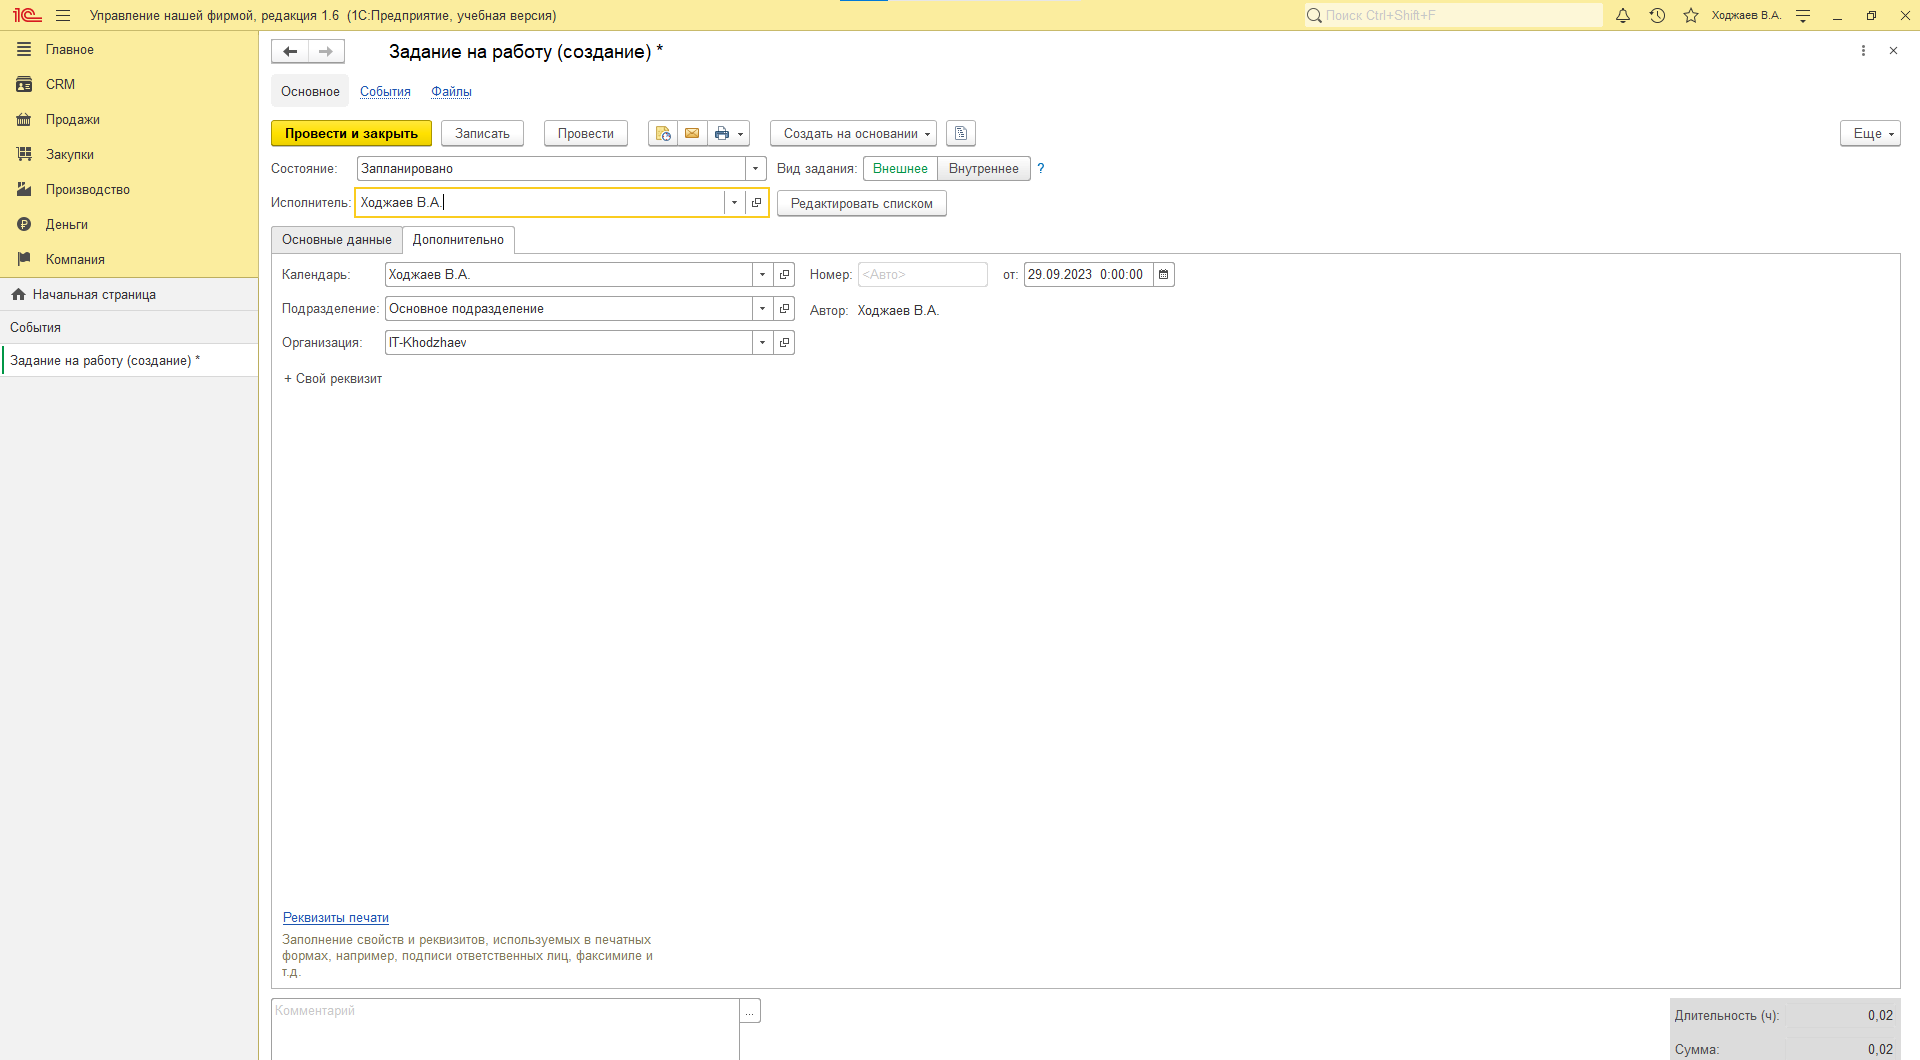 1С Управление нашей фирмой, редакция 1.6 (1С:Предприятие, учебная версия) Поиск Ctrl+Shift+F Ходжаев В.А.
Главное
CRM
Продажи
Закупки
Производство
Деньги
Компания
Начальная страница
События
Задание на работу (создание) *
Задание на работу (создание) *
Основное События Файлы
Провести и закрыть Записать Провести Создать на основании Еще
Состояние: Запланировано Вид задания: Внешнее Внутреннее ?
Исполнитель: Ходжаев В.А. Редактировать списком
Основные данные Дополнительно
Календарь: Ходжаев В.А. Номер: <Авто> от: 29.09.2023 0:00:00
Подразделение: Основное подразделение Автор: Ходжаев В.А.
Организация: IT-Khodzhaev
+ Свой реквизит
Реквизиты печати
Заполнение свойств и реквизитов, используемых в печатных
формах, например, подписи ответственных лиц, факсимиле и
т.д.
Комментарий ...
Длительность (ч): 0,02
Сумма: 0,02